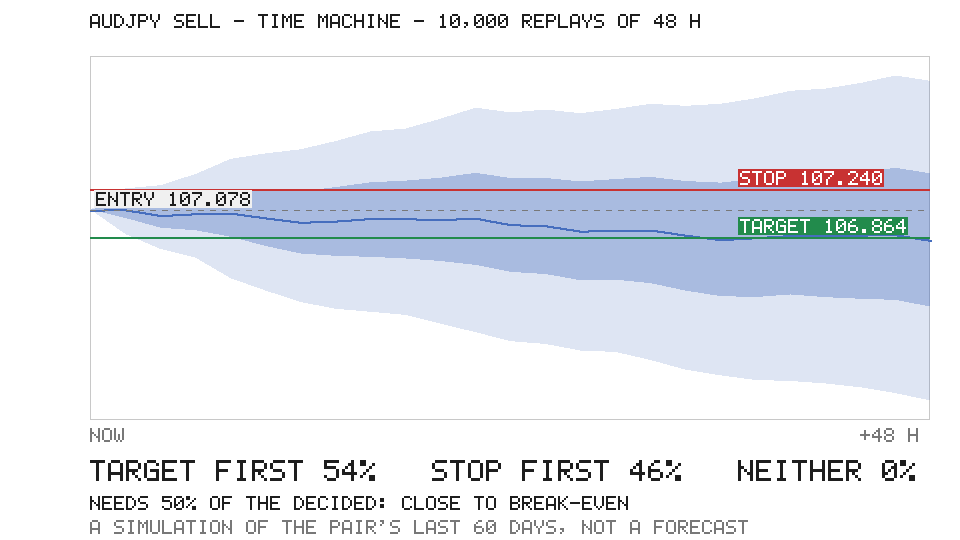 AUDJPY SELL - TIME MACHINE - 10,000 REPLAYS OF 48 H
STOP 107.240
ENTRY 107.078
TARGET 106.864
NOW +48 H
TARGET FIRST 54% STOP FIRST 46% NEITHER 0%
NEEDS 50% OF THE DECIDED: CLOSE TO BREAK-EVEN
A SIMULATION OF THE PAIR'S LAST 60 DAYS, NOT A FORECAST